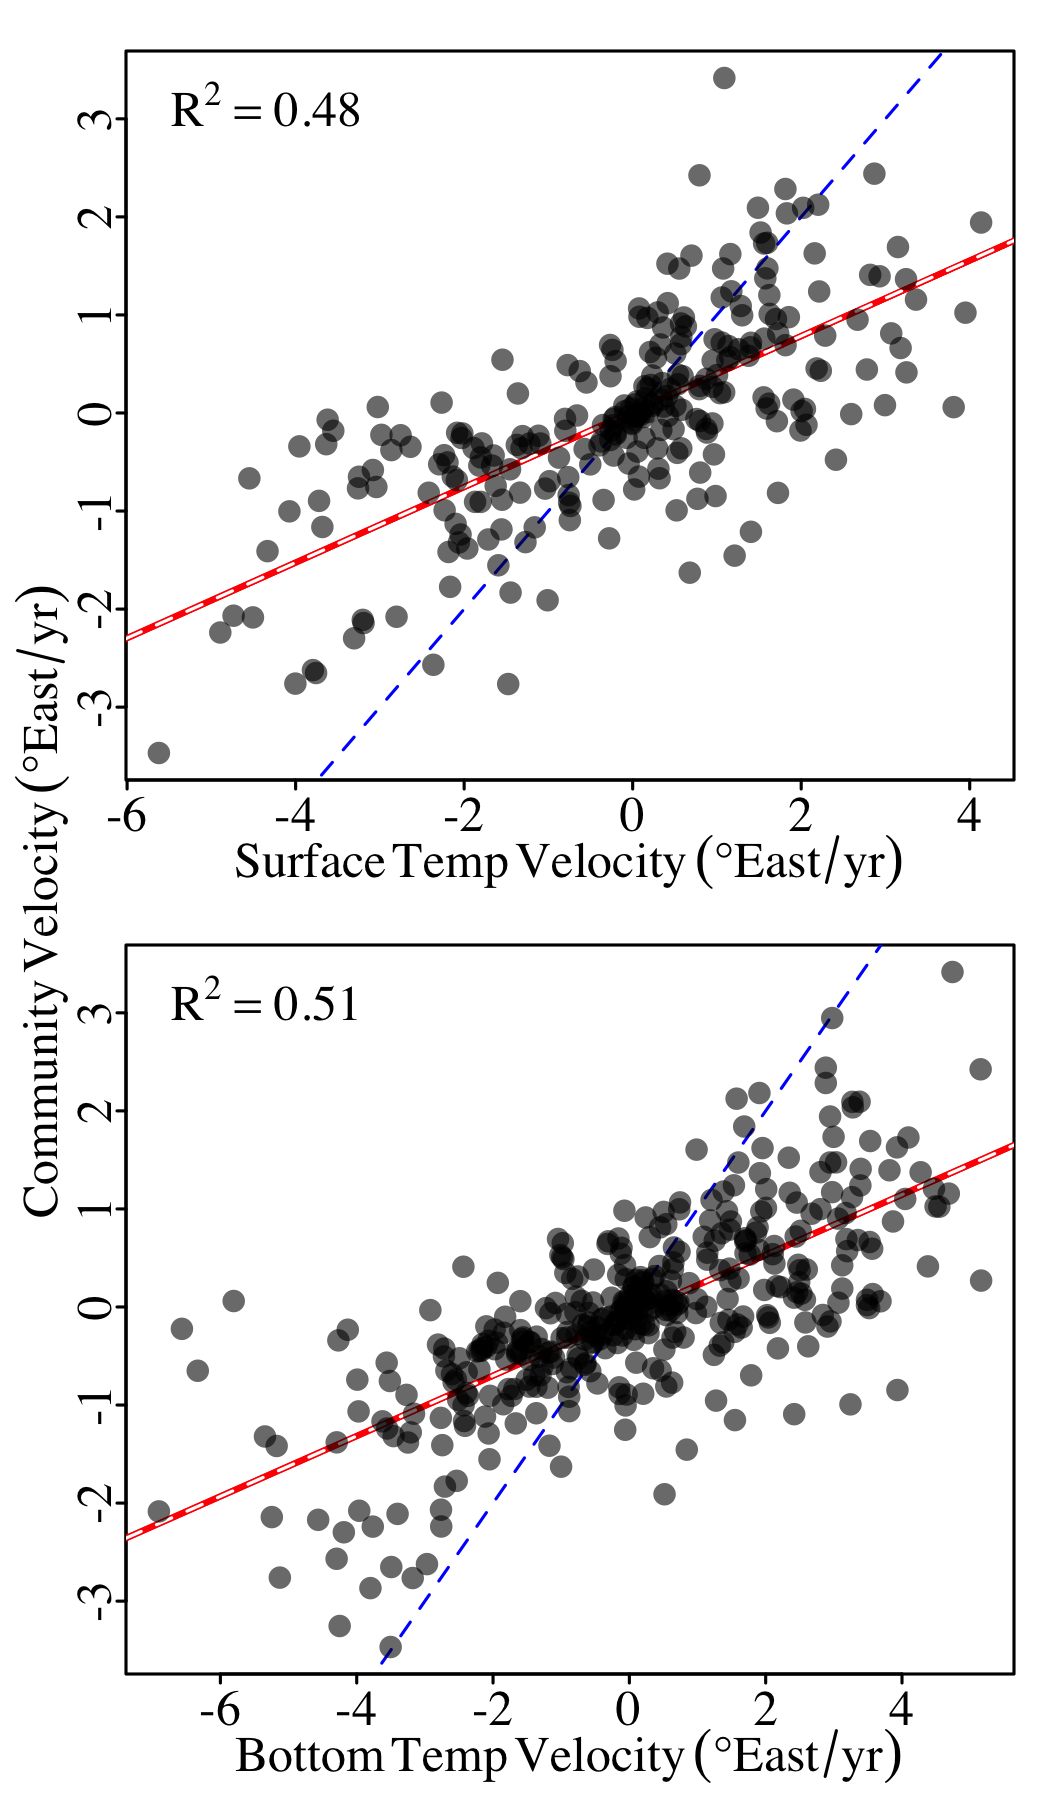 Community Velocity (°East/yr)
R² = 0.48
3
2
1
0
-1
-2
-3
-6 -4 -2 0 2 4
Surface Temp Velocity (°East/yr)
R² = 0.51
3
2
1
0
-1
-2
-3
-6 -4 -2 0 2 4
Bottom Temp Velocity (°East/yr)